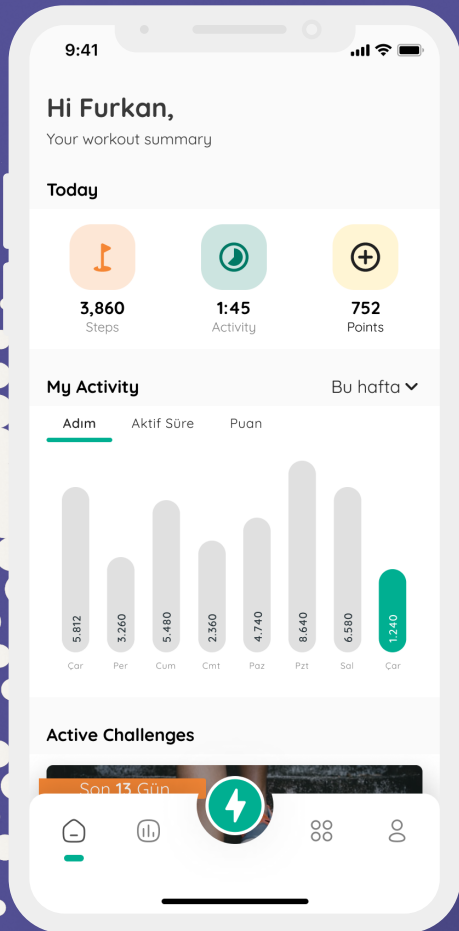 9:41
Hi Furkan,
Your workout summary
Today
3,860 1:45 752
Steps Activity Points
My Activity Bu hafta
Adım Aktif Süre Puan
5.812 3.260 5.480 2.360 4.740 8.640 6.580 1.240
Çar Per Cum Cmt Paz Pzt Sal Çar
Active Challenges
Son 13 Gün